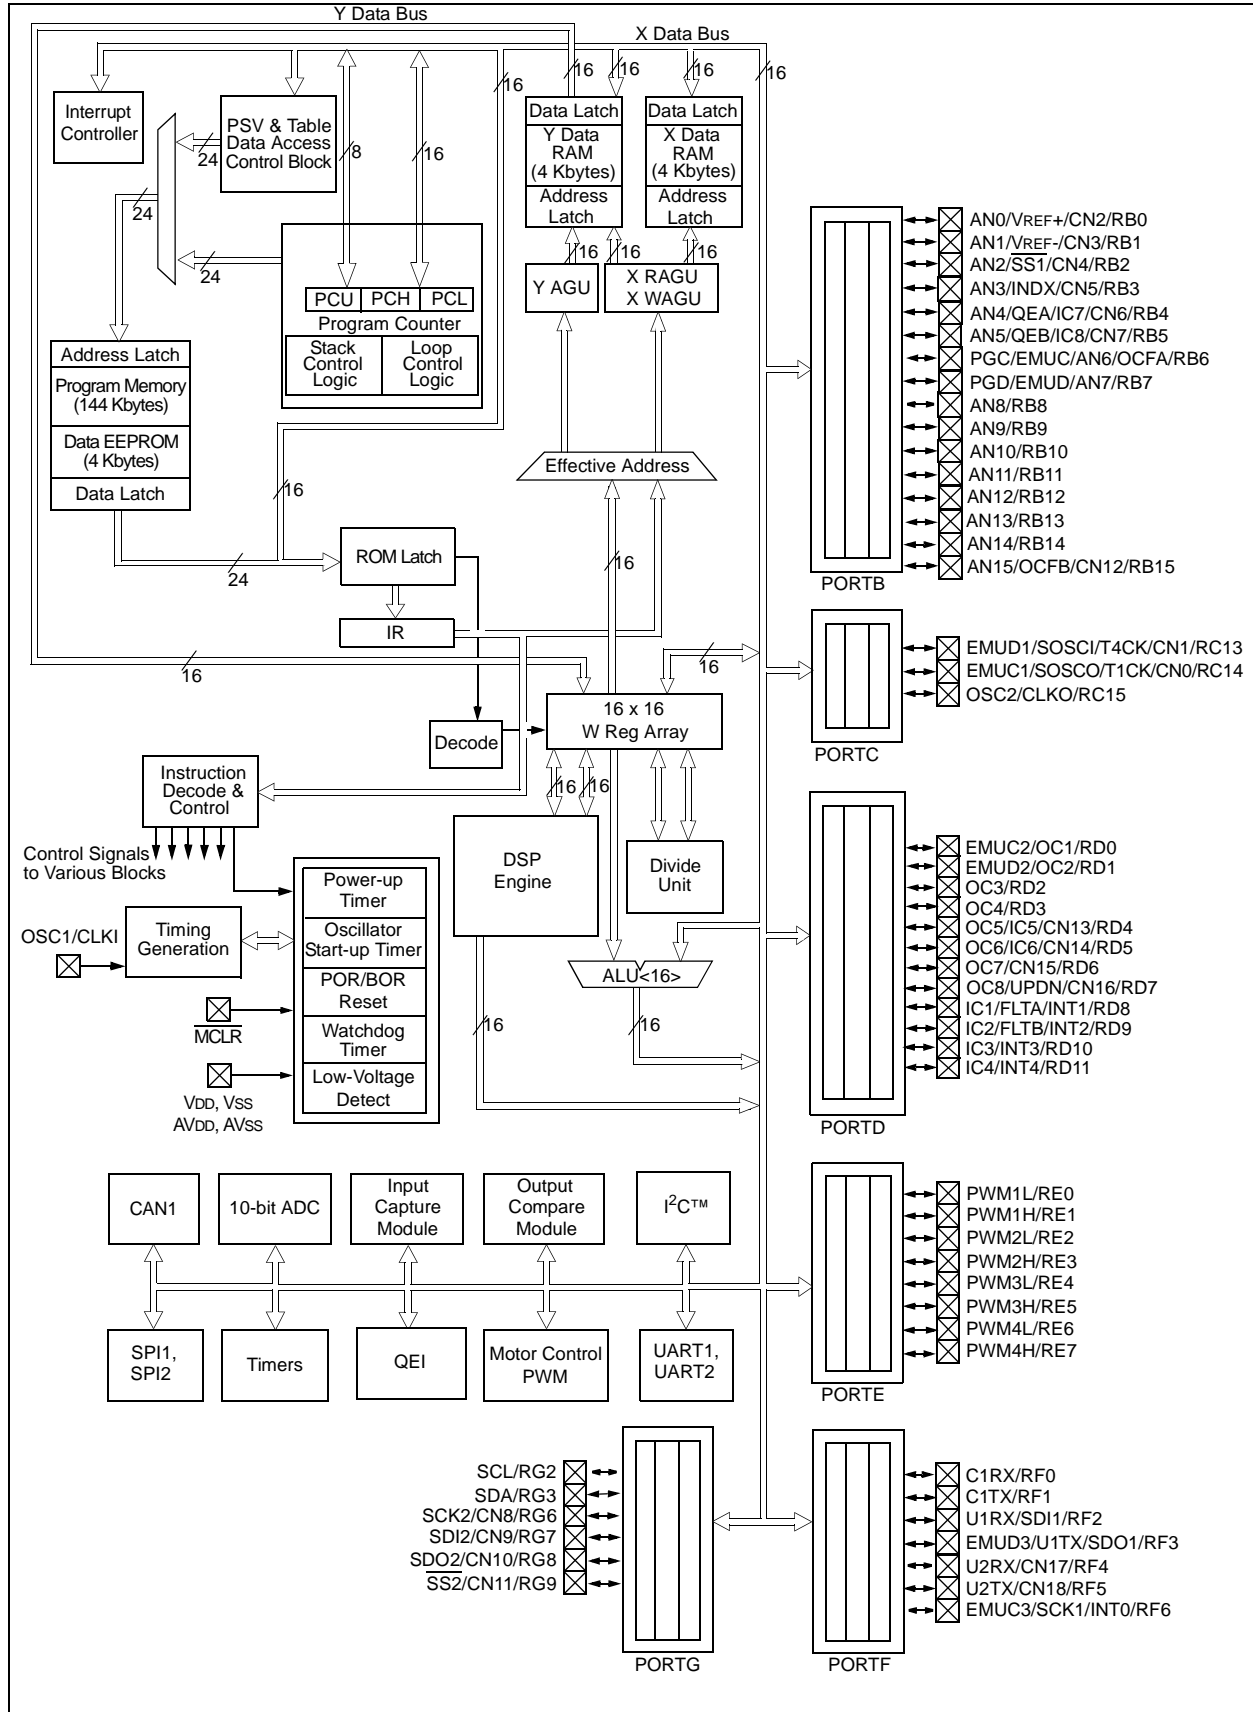 Y Data Bus
X Data Bus
16
16
16
16
16
Interrupt
Controller
PSV & Table
Data Access
Control Block
24
24
24
8
16
Data Latch
Y Data
RAM
(4 Kbytes)
Address
Latch
Data Latch
X Data
RAM
(4 Kbytes)
Address
Latch
16
16
16
Y AGU
X RAGU
X WAGU
PCU
PCH
PCL
Program Counter
Stack
Control
Logic
Loop
Control
Logic
Address Latch
Program Memory
(144 Kbytes)
Data EEPROM
(4 Kbytes)
Data Latch
16
24
Effective Address
16
ROM Latch
IR
16
16
16 x 16
W Reg Array
Decode
Instruction
Decode &
Control
Control Signals
to Various Blocks
16
16
DSP
Engine
Divide
Unit
Power-up
Timer
Oscillator
Start-up Timer
POR/BOR
Reset
Watchdog
Timer
Low-Voltage
Detect
OSC1/CLKI
Timing
Generation
MCLR
VDD, VSS
AVDD, AVSS
ALU<16>
16
16
CAN1
10-bit ADC
Input
Capture
Module
Output
Compare
Module
I²C™
SPI1,
SPI2
Timers
QEI
Motor Control
PWM
UART1,
UART2
AN0/VREF+/CN2/RB0
AN1/VREF-/CN3/RB1
AN2/SS1/CN4/RB2
AN3/INDX/CN5/RB3
AN4/QEA/IC7/CN6/RB4
AN5/QEB/IC8/CN7/RB5
PGC/EMUC/AN6/OCFA/RB6
PGD/EMUD/AN7/RB7
AN8/RB8
AN9/RB9
AN10/RB10
AN11/RB11
AN12/RB12
AN13/RB13
AN14/RB14
AN15/OCFB/CN12/RB15
PORTB
EMUD1/SOSCI/T4CK/CN1/RC13
EMUC1/SOSCO/T1CK/CN0/RC14
OSC2/CLKO/RC15
PORTC
EMUC2/OC1/RD0
EMUD2/OC2/RD1
OC3/RD2
OC4/RD3
OC5/IC5/CN13/RD4
OC6/IC6/CN14/RD5
OC7/CN15/RD6
OC8/UPDN/CN16/RD7
IC1/FLTA/INT1/RD8
IC2/FLTB/INT2/RD9
IC3/INT3/RD10
IC4/INT4/RD11
PORTD
PWM1L/RE0
PWM1H/RE1
PWM2L/RE2
PWM2H/RE3
PWM3L/RE4
PWM3H/RE5
PWM4L/RE6
PWM4H/RE7
PORTE
SCL/RG2
SDA/RG3
SCK2/CN8/RG6
SDI2/CN9/RG7
SDO2/CN10/RG8
SS2/CN11/RG9
PORTG
C1RX/RF0
C1TX/RF1
U1RX/SDI1/RF2
EMUD3/U1TX/SDO1/RF3
U2RX/CN17/RF4
U2TX/CN18/RF5
EMUC3/SCK1/INT0/RF6
PORTF